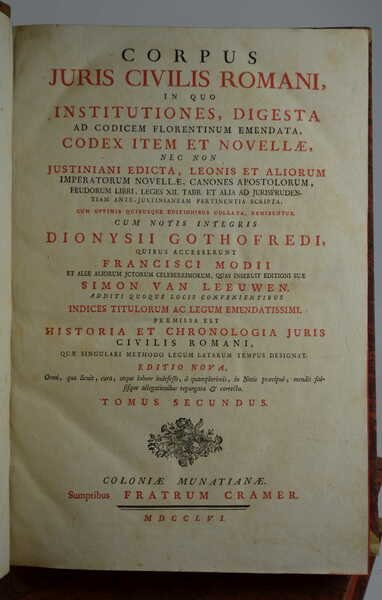 CORPUS
JURIS CIVILIS ROMANI,
IN QUO
INSTITUTIONES, DIGESTA
AD CODICEM FLORENTINUM EMENDATA,
CODEX ITEM ET NOVELLÆ,
NEC NON
JUSTINIANI EDICTA, LEONIS ET ALIORUM
IMPERATORUM NOVELLÆ, CANONES APOSTOLORUM,
FEUDORUM LIBRI, LEGES XII. TABB. ET ALIA AD JURISPRUDEN-
TIAM ANTE-JUSTINIANEAM PERTINENTIA SCRIPTA,
CUM OPTIMIS QUIBUSQUE EDITIONIBUS COLLATA, EXHIBENTUR.
CUM NOTIS INTEGRIS
DIONYSII GOTHOFREDI,
QUIBUS ACCESSERUNT
FRANCISCI MODII
ET ALIÆ ALIORUM JCTORUM CELEBERRIMORUM, QUAS INSERUIT EDITIONI SUÆ
SIMON VAN LEEUWEN.
ADDITI QUOQUE LOCIS CONVENIENTIBUS
INDICES TITULORUM AC LEGUM EMENDATISSIMI.
PRÆMISSA EST
HISTORIA ET CHRONOLOGIA JURIS
CIVILIS ROMANI,
QUÆ SINGULARI METHODO LEGUM LATARUM TEMPUS DESIGNAT.
EDITIO NOVA,
Omni, qua licuit, cura, atque labore indefesso, à quamplurimis, in Notis præcipuè, mendis fal-
sisque allegationibus repurgata & correcta.
TOMUS SECUNDUS.
COLONIÆ MUNATIANÆ.
Sumptibus FRATRUM CRAMER.
MDCCLVI.